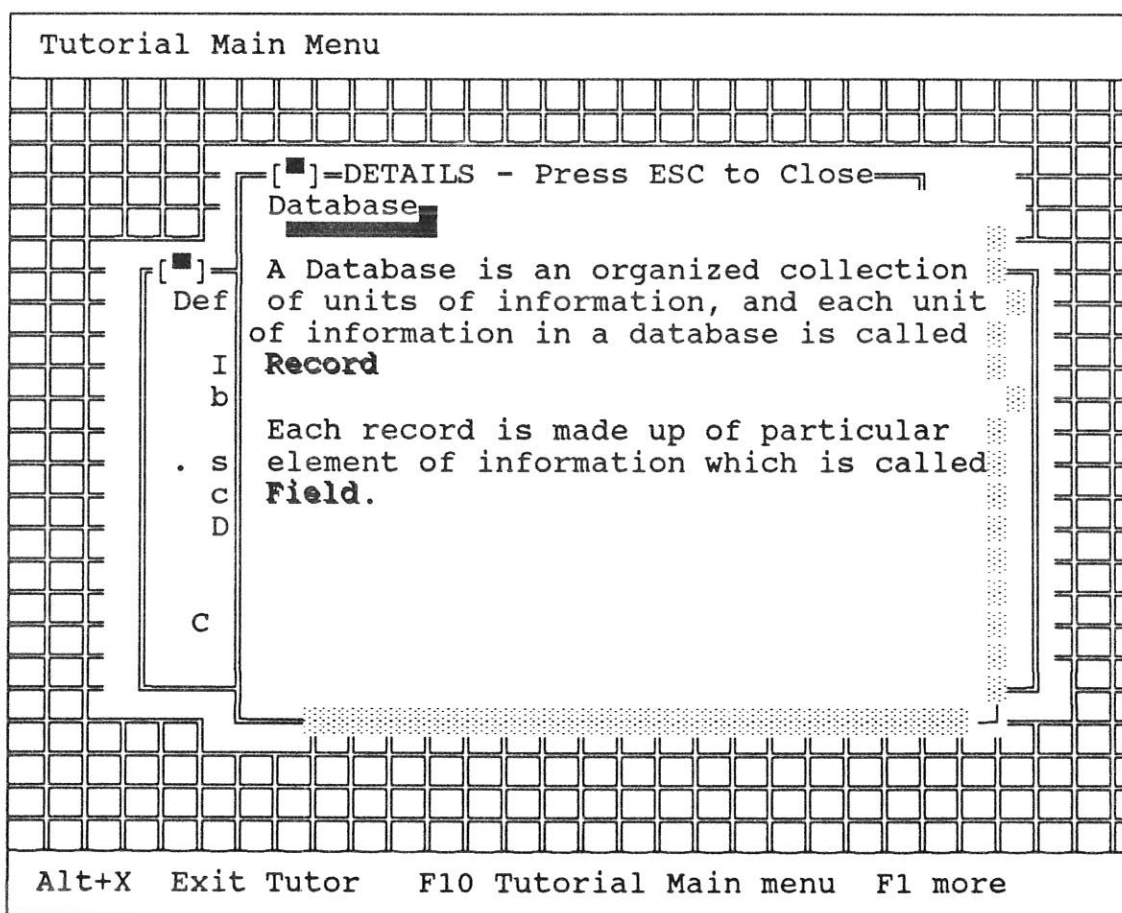 Tutorial Main Menu
[■]=DETAILS - Press ESC to Close
Database
[■]
A Database is an organized collection
Def
of units of information, and each unit
of information in a database is called
I
Record
b
Each record is made up of particular
. s
element of information which is called
c
Field.
D
C
Alt+X Exit Tutor F10 Tutorial Main menu F1 more